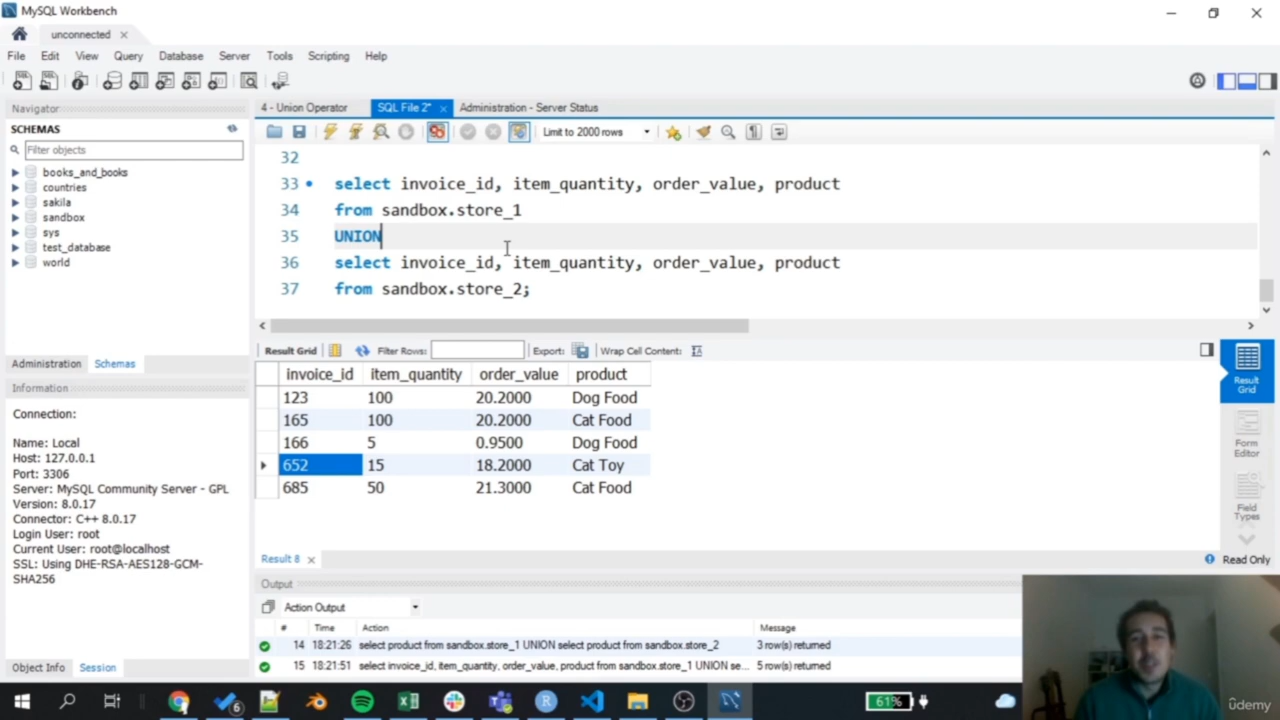 MySQL Workbench
unconnected
File Edit View Query Database Server Tools Scripting Help
Navigator
SCHEMAS
Filter objects
books_and_books
countries
sakila
sandbox
sys
test_database
world
Administration Schemas
Information
Connection:
Name: Local
Host: 127.0.0.1
Port: 3306
Server: MySQL Community Server - GPL
Version: 8.0.17
Connector: C++ 8.0.17
Login User: root
Current User: root@localhost
SSL: Using DHE-RSA-AES128-GCM-
SHA256
Object Info Session
4 - Union Operator SQL File 2* Administration - Server Status
Limit to 2000 rows
32
33 select invoice_id, item_quantity, order_value, product
34 from sandbox.store_1
35 UNION
36 select invoice_id, item_quantity, order_value, product
37 from sandbox.store_2;
Result Grid Filter Rows: Export: Wrap Cell Content:
invoice_id item_quantity order_value product
123 100 20.2000 Dog Food
165 100 20.2000 Cat Food
166 5 0.9500 Dog Food
652 15 18.2000 Cat Toy
685 50 21.3000 Cat Food
Result
Grid
Form
Editor
Field
Types
Result 8 Read Only
Output
Action Output
# Time Action Message
14 18:21:26 select product from sandbox.store_1 UNION select product from sandbox.store_2 3 row(s) returned
15 18:21:51 select invoice_id, item_quantity, order_value, product from sandbox.store_1 UNION se... 5 row(s) returned
6
61%
ûdemy